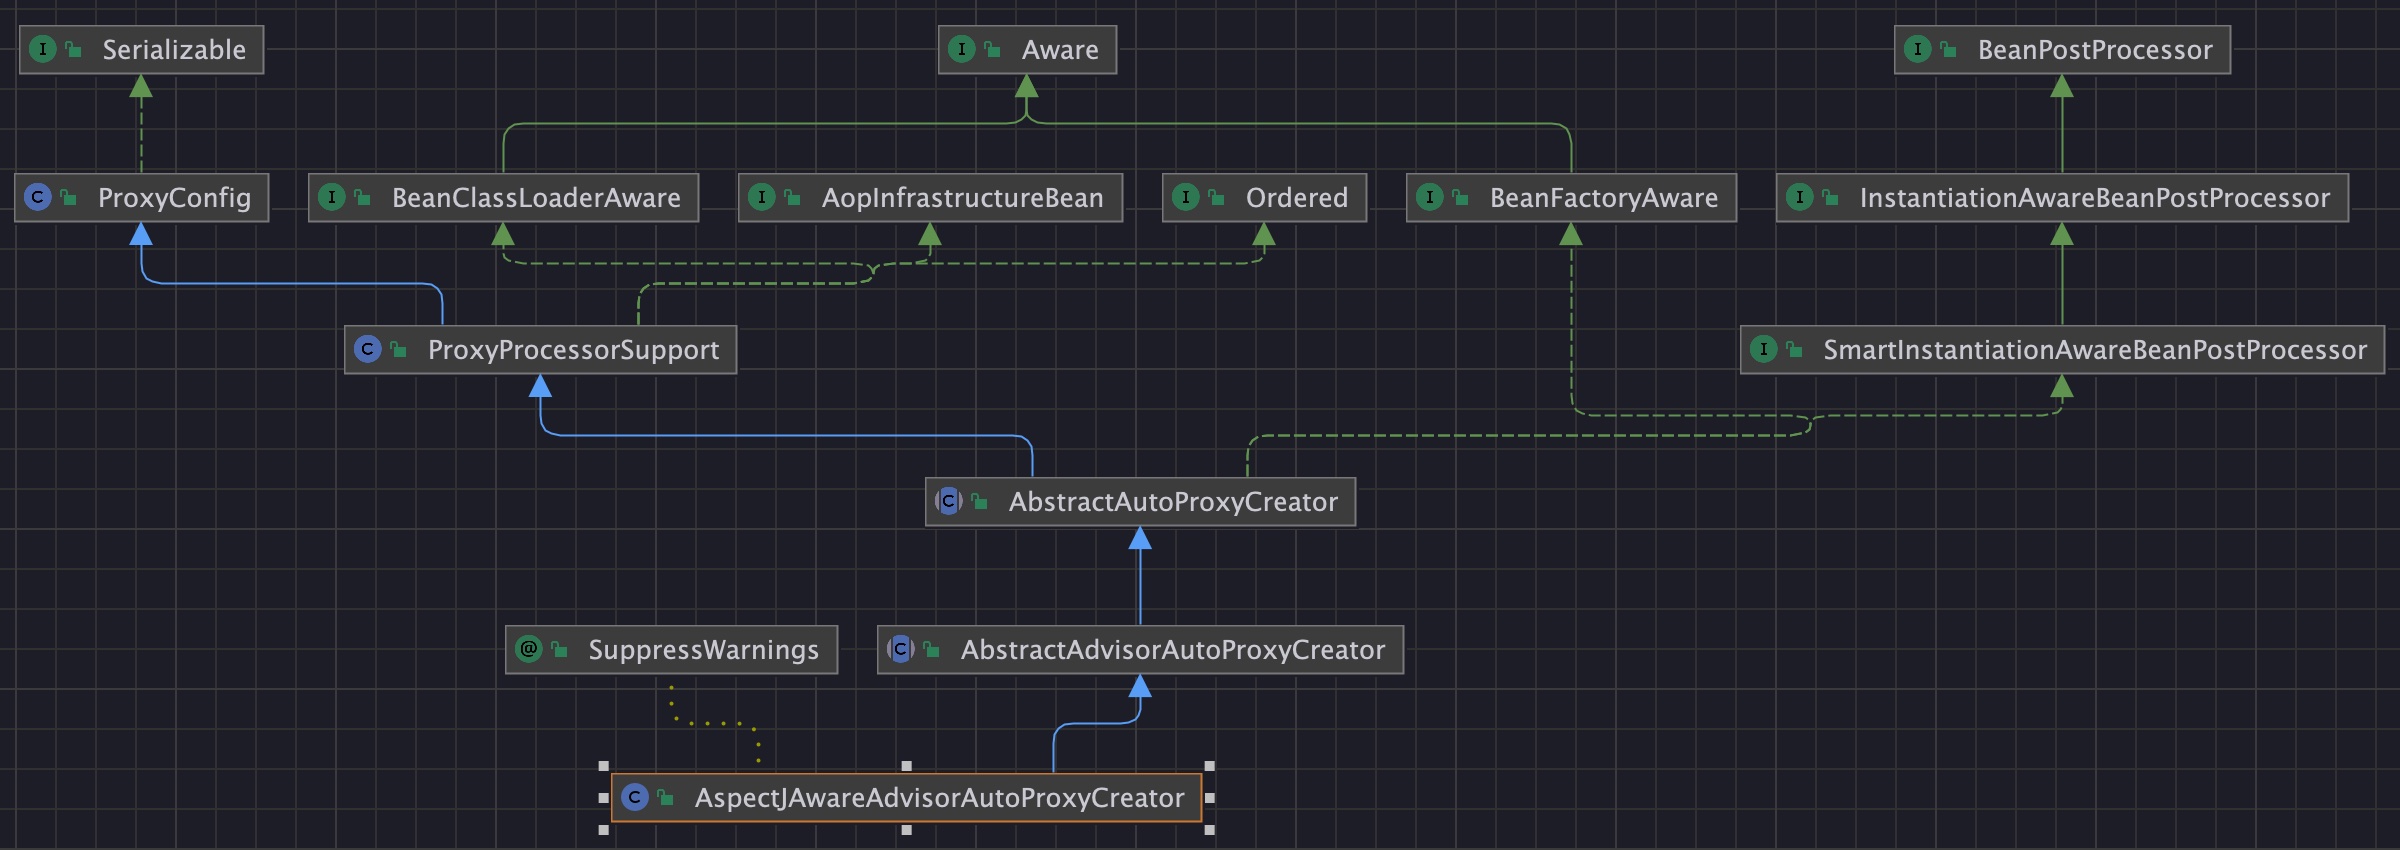 I Serializable
I Aware
I BeanPostProcessor
C ProxyConfig
I BeanClassLoaderAware
I AopInfrastructureBean
I Ordered
I BeanFactoryAware
I InstantiationAwareBeanPostProcessor
C ProxyProcessorSupport
I SmartInstantiationAwareBeanPostProcessor
C AbstractAutoProxyCreator
@ SuppressWarnings
C AbstractAdvisorAutoProxyCreator
C AspectJAwareAdvisorAutoProxyCreator